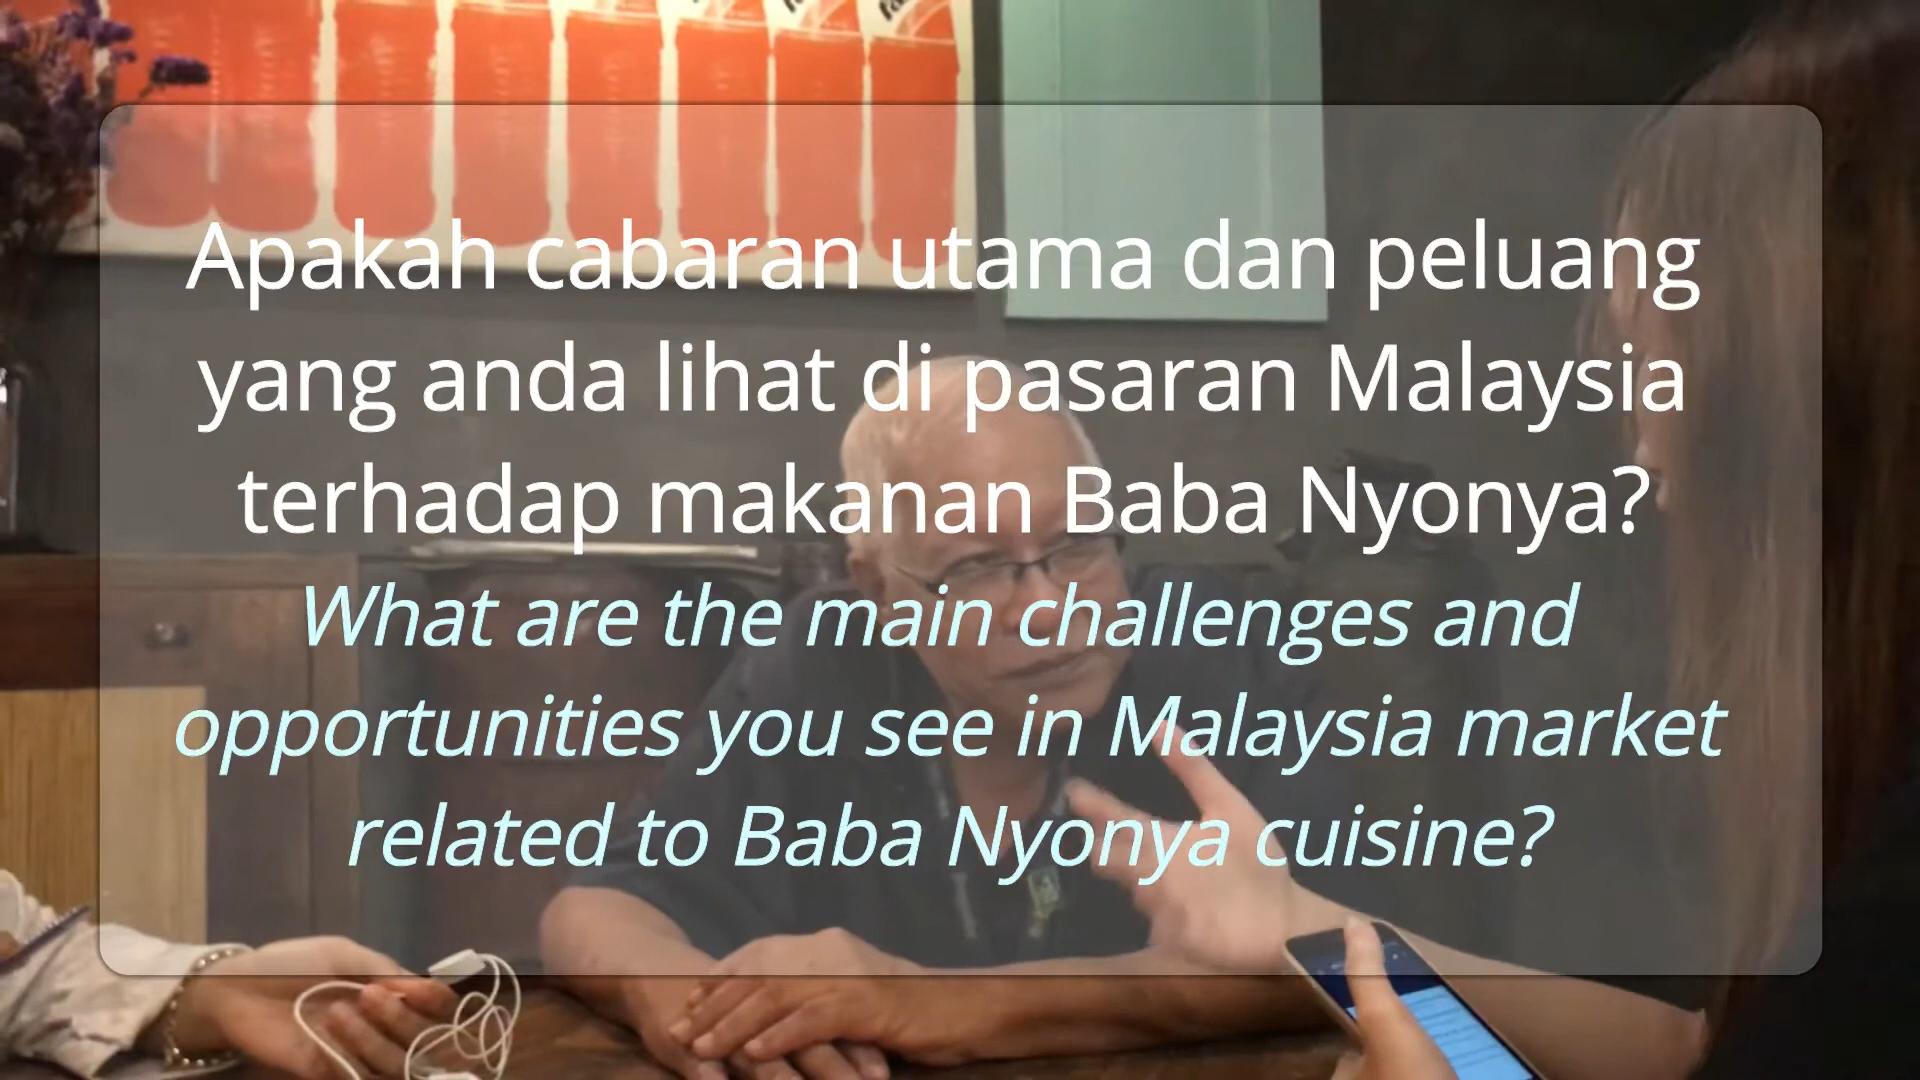 Apakah cabaran utama dan peluang
yang anda lihat di pasaran Malaysia
terhadap makanan Baba Nyonya?
What are the main challenges and
opportunities you see in Malaysia market
related to Baba Nyonya cuisine?